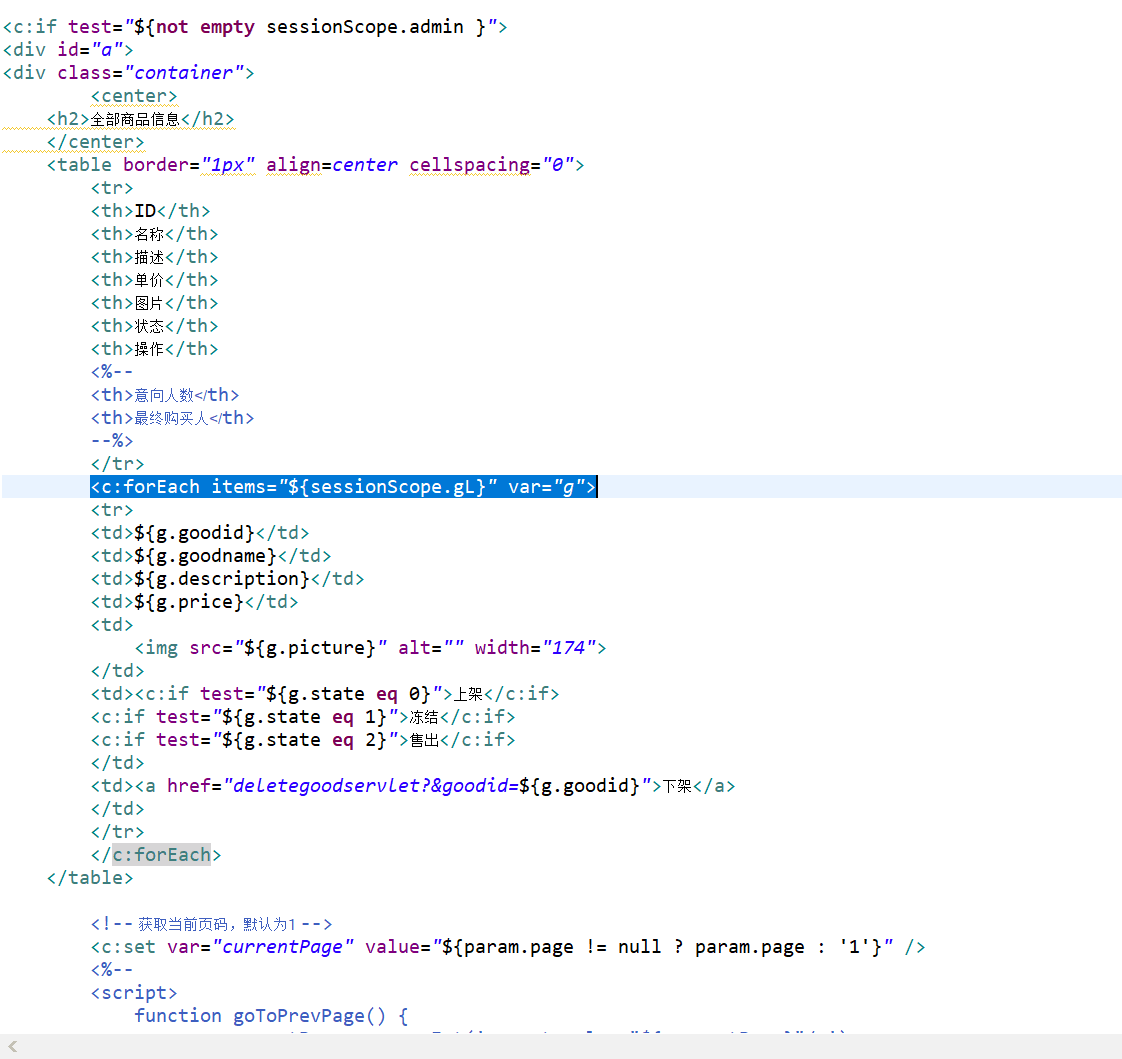 <c:if test="${not empty sessionScope.admin }">
<div id="a">
<div class="container">
<center>
<h2>全部商品信息</h2>
</center>
<table border="1px" align=center cellspacing="0">
<tr>
<th>ID</th>
<th>名称</th>
<th>描述</th>
<th>单价</th>
<th>图片</th>
<th>状态</th>
<th>操作</th>
<%--
<th>意向人数</th>
<th>最终购买人</th>
--%>
</tr>
<c:forEach items="${sessionScope.gL}" var="g">
<tr>
<td>${g.goodid}</td>
<td>${g.goodname}</td>
<td>${g.description}</td>
<td>${g.price}</td>
<td>
<img src="${g.picture}" alt="" width="174">
</td>
<td><c:if test="${g.state eq 0}">上架</c:if>
<c:if test="${g.state eq 1}">冻结</c:if>
<c:if test="${g.state eq 2}">售出</c:if>
</td>
<td><a href="deletegoodservlet?&goodid=${g.goodid}">下架</a>
</td>
</tr>
</c:forEach>
</table>
<!-- 获取当前页码，默认为1 -->
<c:set var="currentPage" value="${param.page != null ? param.page : '1'}" />
<%--
<script>
function goToPrevPage() {